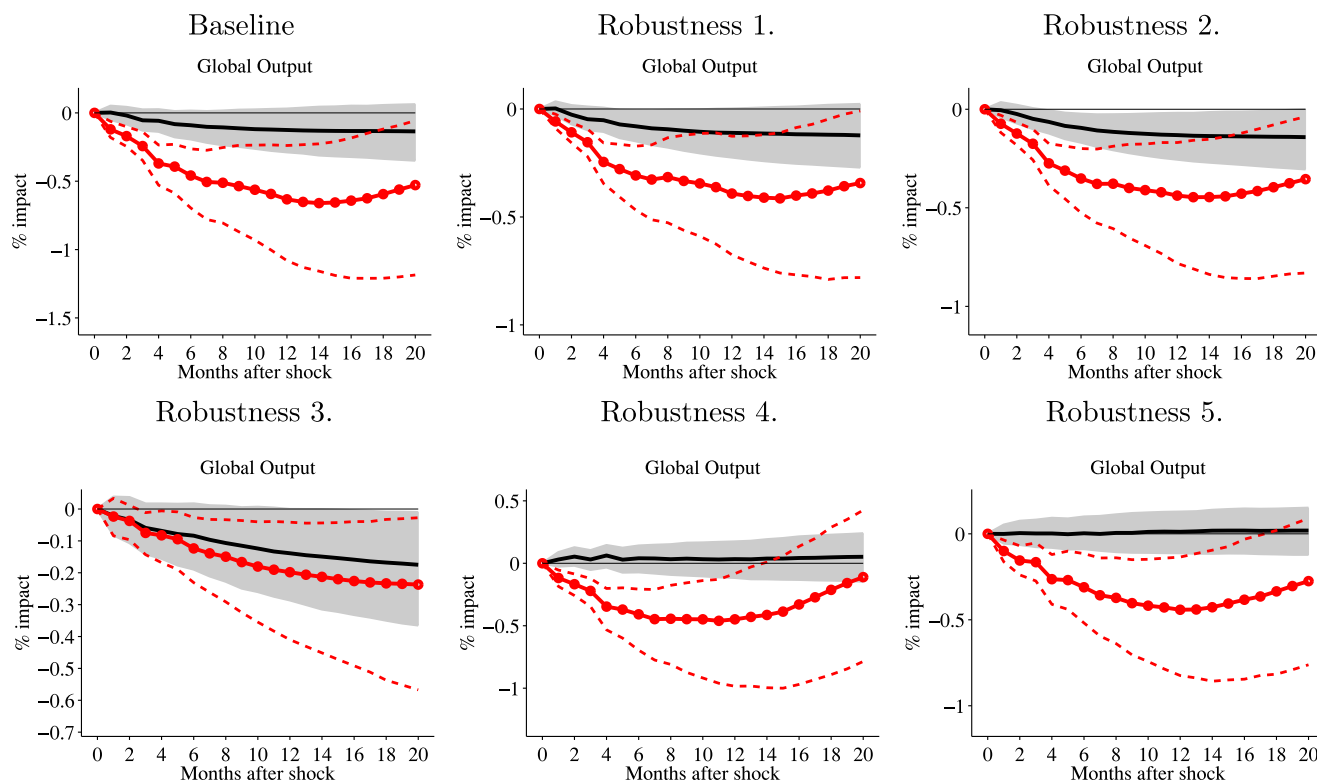 Baseline
Global Output
% impact
0
−0.5
−1
−1.5
0 2 4 6 8 10 12 14 16 18 20
Months after shock
Robustness 1.
Global Output
% impact
0
−0.5
−1
0 2 4 6 8 10 12 14 16 18 20
Months after shock
Robustness 2.
Global Output
% impact
0
−0.5
−1
0 2 4 6 8 10 12 14 16 18 20
Months after shock
Robustness 3.
Global Output
% impact
0
−0.1
−0.2
−0.3
−0.4
−0.5
−0.6
−0.7
0 2 4 6 8 10 12 14 16 18 20
Months after shock
Robustness 4.
Global Output
% impact
0.5
0
−0.5
−1
0 2 4 6 8 10 12 14 16 18 20
Months after shock
Robustness 5.
Global Output
% impact
0
−0.5
−1
0 2 4 6 8 10 12 14 16 18 20
Months after shock